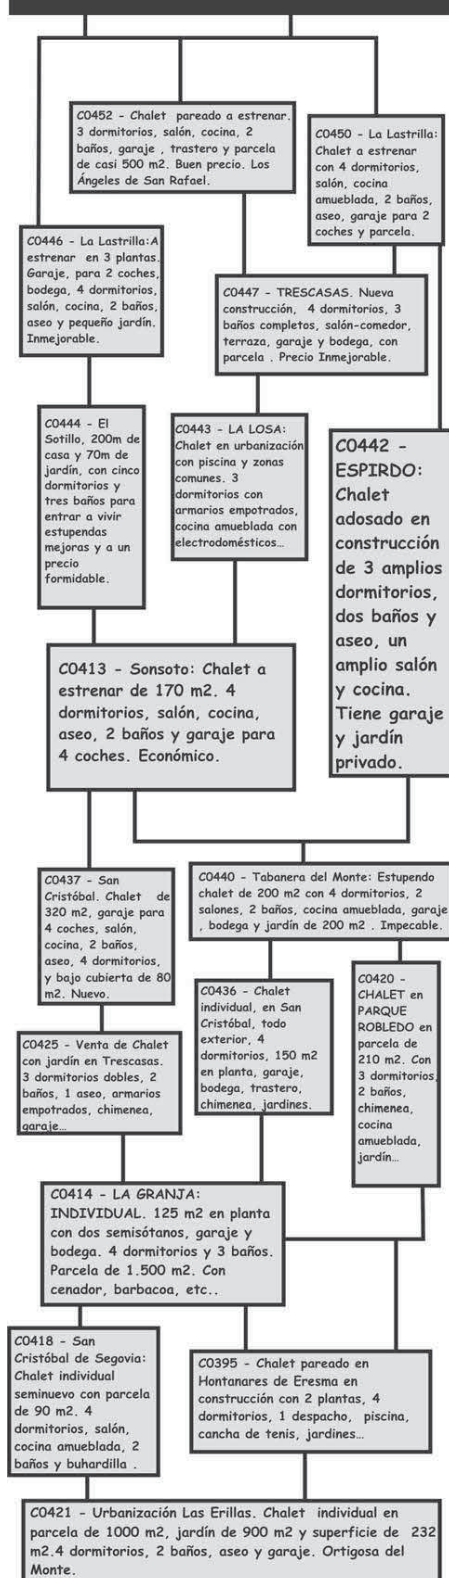 C0452 - Chalet pareado a estrenar.
3 dormitorios, salón, cocina, 2
baños, garaje , trastero y parcela
de casi 500 m2. Buen precio. Los
Ángeles de San Rafael.
C0450 - La Lastrilla:
Chalet a estrenar
con 4 dormitorios,
salón, cocina
amueblada, 2 baños,
aseo, garaje para 2
coches y parcela.
C0446 - La Lastrilla:A
estrenar en 3 plantas.
Garaje, para 2 coches,
bodega, 4 dormitorios,
salón, cocina, 2 baños,
aseo y pequeño jardín.
Inmejorable.
C0447 - TRESCASAS. Nueva
construcción, 4 dormitorios, 3
baños completos, salón-comedor,
terraza, garaje y bodega, con
parcela . Precio Inmejorable.
C0444 - El
Sotillo, 200m de
casa y 70m de
jardín, con cinco
dormitorios y
tres baños para
entrar a vivir
estupendas
mejoras y a un
precio
formidable.
C0443 - LA LOSA:
Chalet en urbanización
con piscina y zonas
comunes. 3
dormitorios con
armarios empotrados,
cocina amueblada con
electrodomésticos…
C0442 -
ESPIRDO:
Chalet
adosado en
construcción
de 3 amplios
dormitorios,
dos baños y
aseo, un
amplio salón
y cocina.
Tiene garaje
y jardín
privado.
C0413 - Sonsoto: Chalet a
estrenar de 170 m2. 4
dormitorios, salón, cocina,
aseo, 2 baños y garaje para
4 coches. Económico.
C0437 - San
Cristóbal. Chalet de
320 m2, garaje para
4 coches, salón,
cocina, 2 baños,
aseo, 4 dormitorios,
y bajo cubierta de 80
m2. Nuevo.
C0440 - Tabanera del Monte: Estupendo
chalet de 200 m2 con 4 dormitorios, 2
salones, 2 baños, cocina amueblada, garaje
, bodega y jardín de 200 m2 . Impecable.
C0436 - Chalet
individual, en San
Cristóbal, todo
exterior, 4
dormitorios, 150 m2
en planta, garaje,
bodega, trastero,
chimenea, jardines.
C0420 -
CHALET en
PARQUE
ROBLEDO en
parcela de
210 m2. Con
3 dormitorios,
2 baños,
chimenea,
cocina
amueblada,
jardín…
C0425 - Venta de Chalet
con jardín en Trescasas.
3 dormitorios dobles, 2
baños, 1 aseo, armarios
empotrados, chimenea,
garaje…
C0414 - LA GRANJA:
INDIVIDUAL. 125 m2 en planta
con dos semisótanos, garaje y
bodega. 4 dormitorios y 3 baños.
Parcela de 1.500 m2. Con
cenador, barbacoa, etc..
C0418 - San
Cristóbal de Segovia:
Chalet individual
seminuevo con parcela
de 90 m2. 4
dormitorios, salón,
cocina amueblada, 2
baños y buhardilla .
C0395 - Chalet pareado en
Hontanares de Eresma en
construcción con 2 plantas, 4
dormitorios, 1 despacho, piscina,
cancha de tenis, jardines…
C0421 - Urbanización Las Erillas. Chalet individual en
parcela de 1000 m2, jardín de 900 m2 y superficie de 232
m2.4 dormitorios, 2 baños, aseo y garaje. Ortigosa del
Monte.